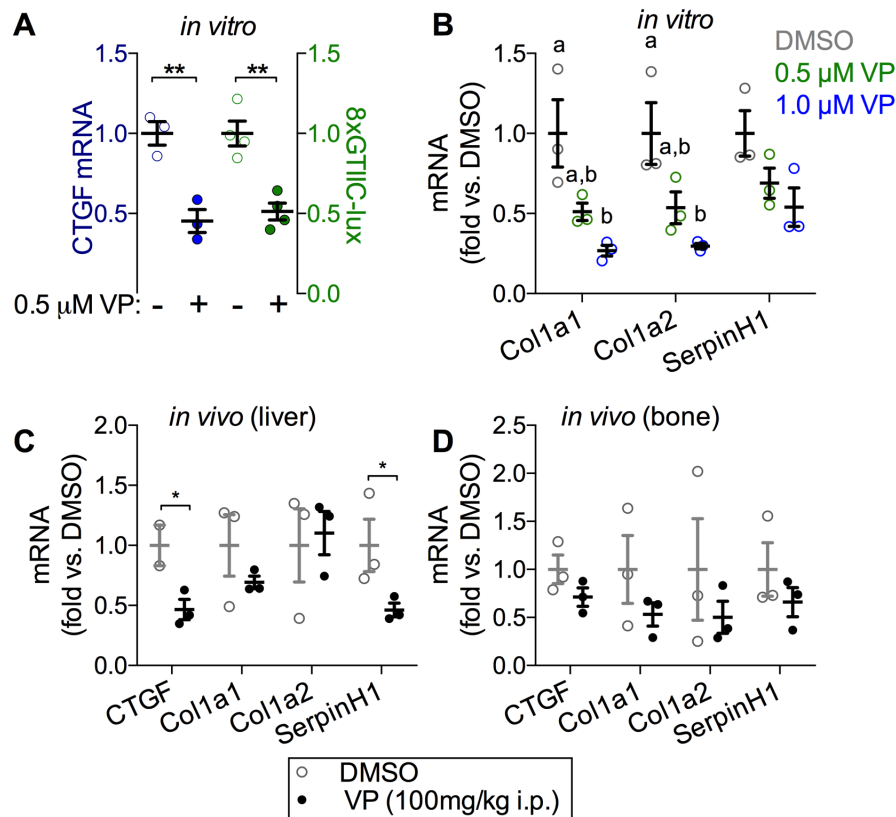 A
in vitro
CTGF mRNA
1.5
1.0
0.5
**
**
1.5
1.0
0.5
0.0
8xGTIIC-lux
0.5 µM VP: - + - +
B
in vitro
DMSO
0.5 µM VP
1.0 µM VP
mRNA
(fold vs. DMSO)
1.5
1.0
0.5
0.0
a
a,b
b
a
a,b
b
Col1a1
Col1a2
SerpinH1
C
in vivo (liver)
mRNA
(fold vs. DMSO)
2.0
1.5
1.0
0.5
0.0
*
*
CTGF
Col1a1
Col1a2
SerpinH1
D
in vivo (bone)
mRNA
(fold vs. DMSO)
2.5
2.0
1.5
1.0
0.5
0.0
CTGF
Col1a1
Col1a2
SerpinH1
DMSO
VP (100mg/kg i.p.)